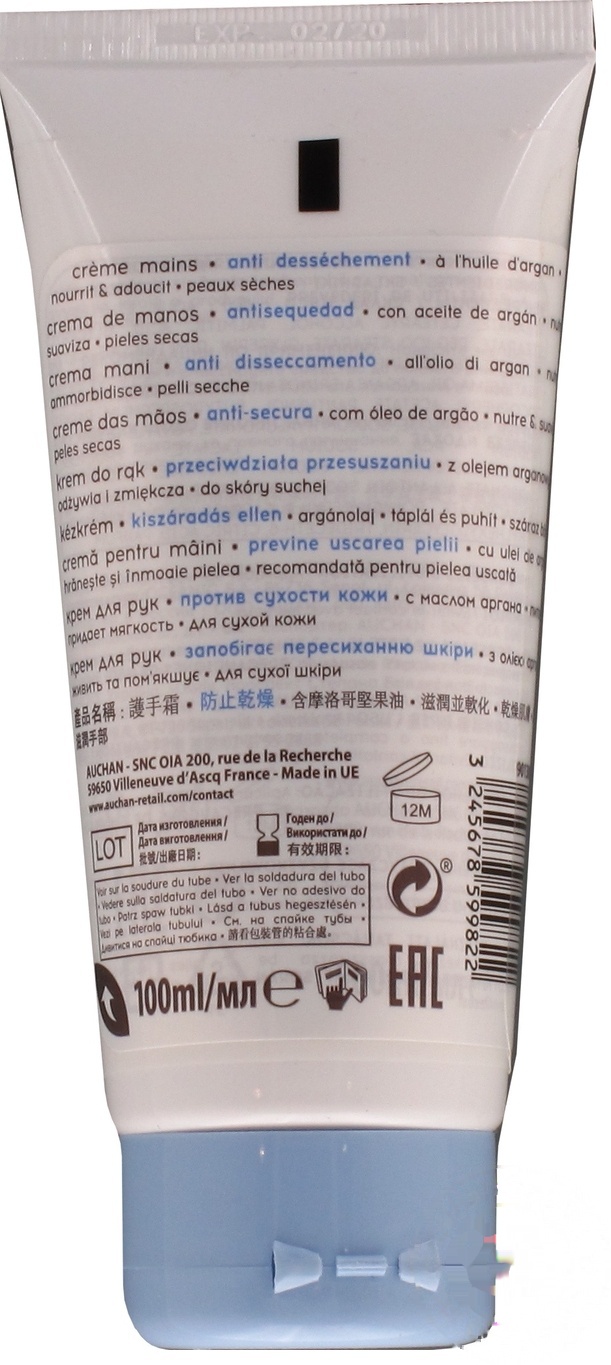 EXP. 02/20
crème mains • anti desséchement • à l'huile d'argan •
nourrit & adoucit • peaux sèches
crema de manos • antisequedad • con aceite de argán •
suaviza • pieles secas
crema mani • anti disseccamento • all'olio di argan •
ammorbidisce • pelli secche
creme das mãos • anti-secura • com óleo de argão • nutre &
peles secas
krem do rąk • przeciwdziała przesuszaniu • z olejem
odżywia i zmiękcza • do skóry suchej
kézkrém • kiszáradás ellen • argánolaj • táplál és puhít •
cremă pentru mâini • previne uscarea pielii • cu ulei de
hrănește și înmoaie pielea • recomandată pentru pielea uscată
крем для рук • против сухости кожи • с маслом аргана •
придает мягкость • для сухой кожи
крем для рук • запобігає пересиханню шкіри • з олією
живить та пом'якшує • для сухої шкіри
產品名稱：護手霜 • 防止乾燥 • 含摩洛哥堅果油 • 滋潤並軟化 •
滋潤手部
AUCHAN - SNC OIA 200, rue de la Recherche
59650 Villeneuve d'Ascq France - Made in UE
www.auchan-retail.com/contact
12M
LOT
Дата изготовления /
Дата виготовлення /
批號/出廠日期：
Годен до /
Використати до /
有效期限：
Voir sur la soudure du tube • Ver la soldadura del tubo
• Vedere sulla saldatura del tubo • Ver no adesivo do
tubo • Patrz spaw tubki • Lásd a tubus hegesztésén •
Vezi pe laterala tubului • См. на спайке тубы •
Дивитися на спайці тюбика • 請看包裝管的粘合處。
®
3 245678 599822
100ml/мл e
EAC